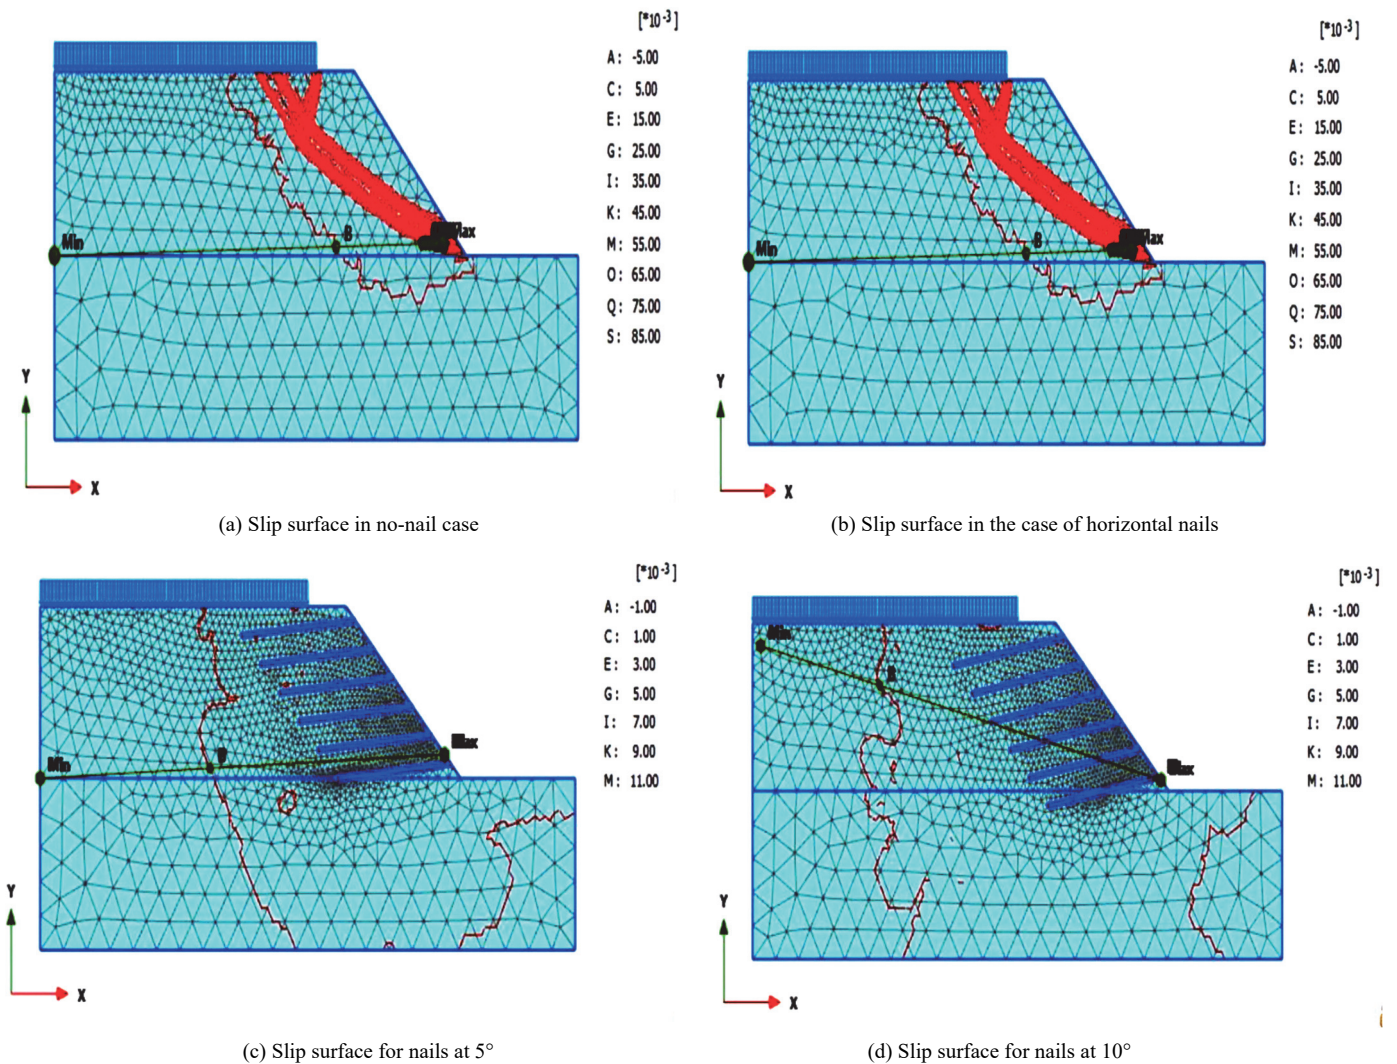 [*10⁻³]
A: -5.00
C: 5.00
E: 15.00
G: 25.00
I: 35.00
K: 45.00
M: 55.00
O: 65.00
Q: 75.00
S: 85.00
Min
B
Y
X
(a) Slip surface in no-nail case
[*10⁻³]
A: -5.00
C: 5.00
E: 15.00
G: 25.00
I: 35.00
K: 45.00
M: 55.00
O: 65.00
Q: 75.00
S: 85.00
Min
B
Y
X
(b) Slip surface in the case of horizontal nails
[*10⁻³]
A: -1.00
C: 1.00
E: 3.00
G: 5.00
I: 7.00
K: 9.00
M: 11.00
Min
Max
Y
X
(c) Slip surface for nails at 5°
[*10⁻³]
A: -1.00
C: 1.00
E: 3.00
G: 5.00
I: 7.00
K: 9.00
M: 11.00
Min
B
Max
Y
X
(d) Slip surface for nails at 10°